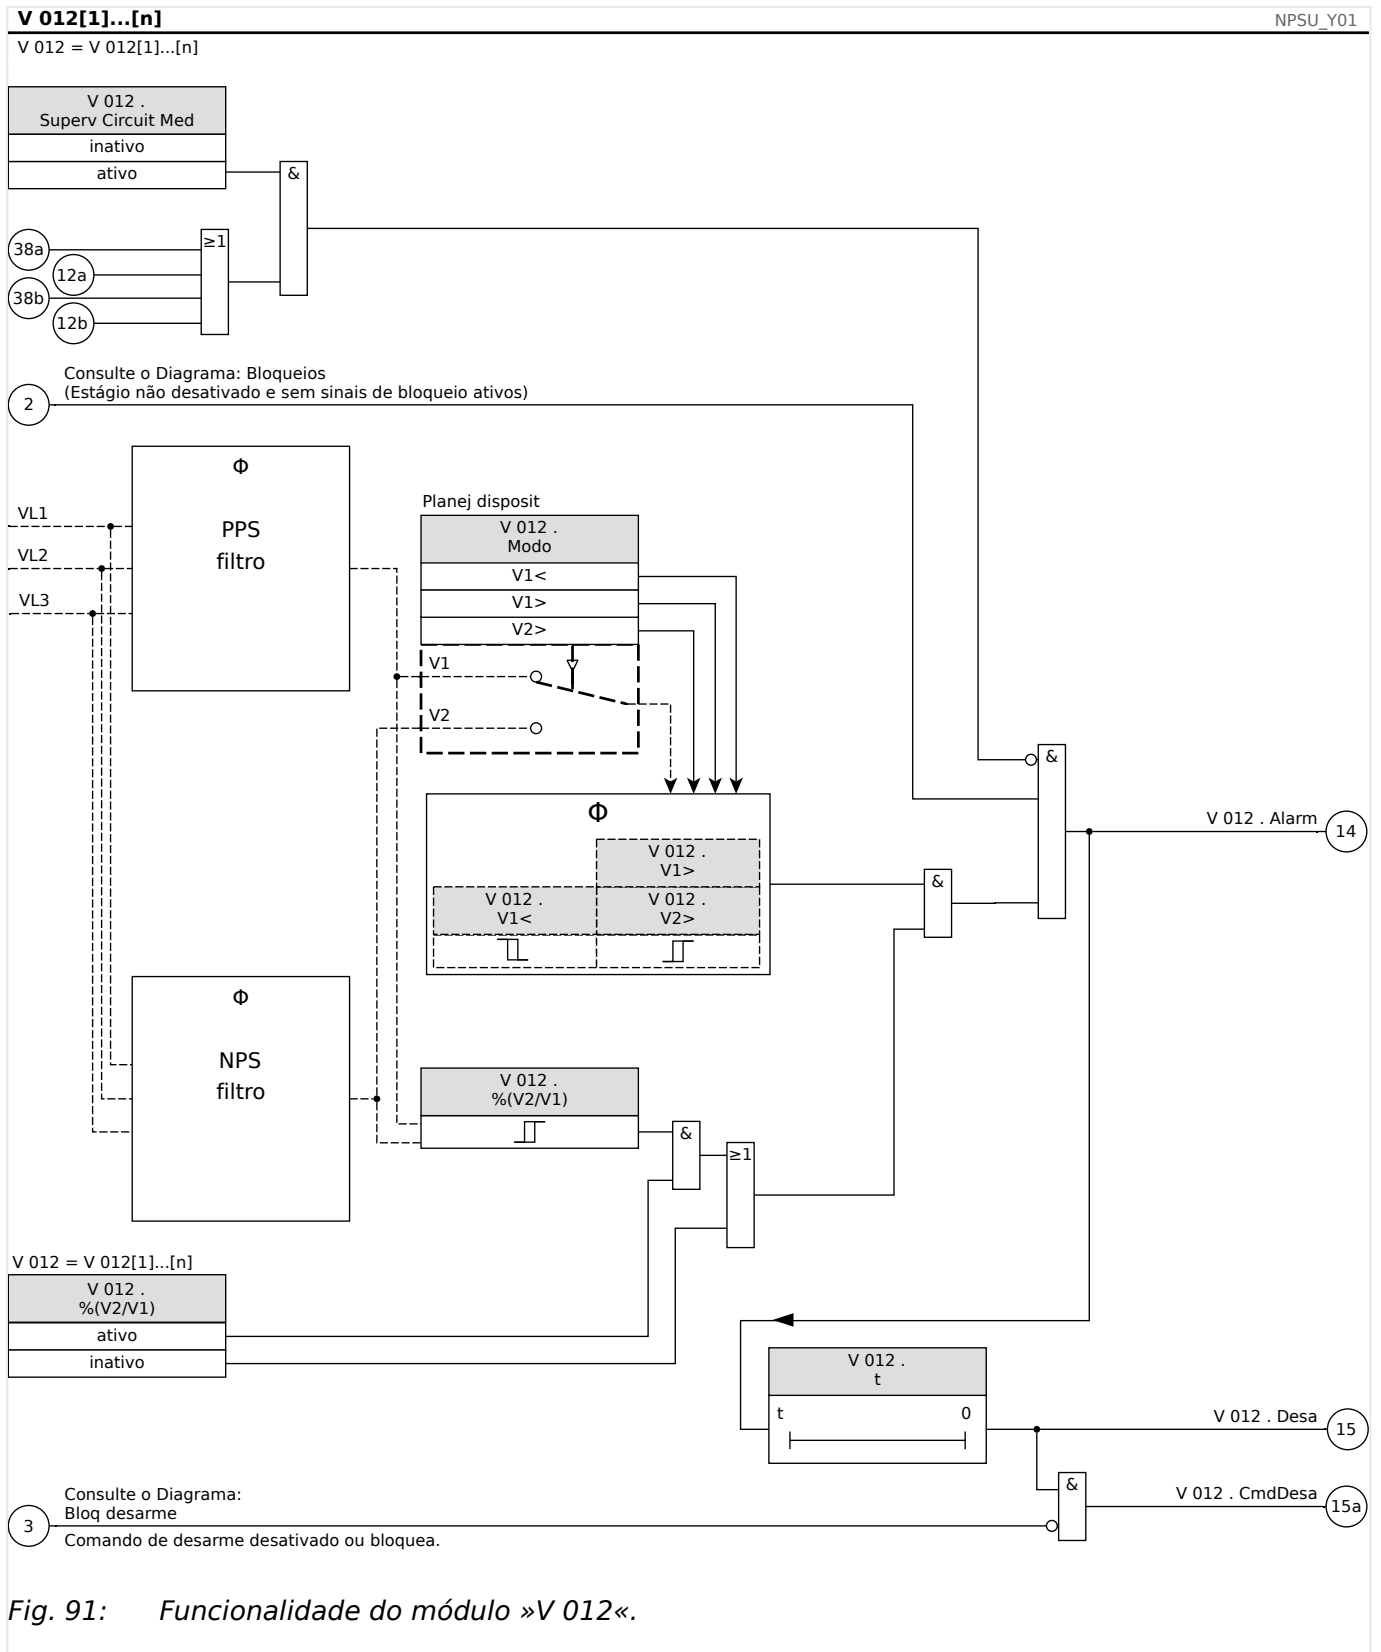 V 012[1]...[n]
NPSU_Y01
V 012 = V 012[1]...[n]
V 012 .
Superv Circuit Med
inativo
ativo
&
38a
≥1
12a
38b
12b
Consulte o Diagrama: Bloqueios
(Estágio não desativado e sem sinais de bloqueio ativos)
2
Φ
PPS
filtro
VL1
VL2
VL3
Planej disposit
V 012 .
Modo
V1<
V1>
V2>
V1
V2
&
Φ
V 012 .
V1>
V 012 .
V1<
V 012 .
V2>
&
V 012 . Alarm
14
Φ
NPS
filtro
V 012 .
%(V2/V1)
&
≥1
V 012 = V 012[1]...[n]
V 012 .
%(V2/V1)
ativo
inativo
V 012 .
t
t
0
V 012 . Desa
15
&
V 012 . CmdDesa
15a
Consulte o Diagrama:
Bloq desarme
3
Comando de desarme desativado ou bloquea.
Fig. 91: Funcionalidade do módulo »V 012«.